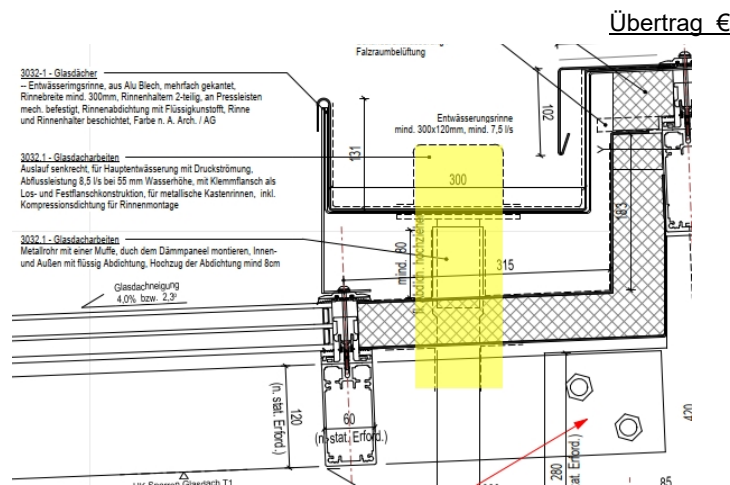 Übertrag €
Falzraumbelüftung
3032-1 - Glasdächer
-- Entwässerimgsrinne, aus Alu Blech, mehrfach gekantet,
Rinnebreite mind. 300mm, Rinnenhaltern 2-teilig, an Pressleisten
mech. befestigt, Rinnenabdichtung mit Flüssigkunstofft, Rinne
und Rinnenhalter beschichtet, Farbe n. A. Arch. / AG
102
Entwässerungsrinne
mind. 300x120mm, mind. 7,5 l/s
131
3032.1 - Glasdacharbeiten
Auslauf senkrecht, für Hauptentwässerung mit Druckströmung,
Abflussleistung 8,5 l/s bei 55 mm Wasserhöhe, mit Klemmflansch als
Los- und Festflanschkonstruktion, für metallische Kastenrinnen, inkl.
Kompressionsdichtung für Rinnenmontage
300
183
3032.1 - Glasdacharbeiten
Metallrohr mit einer Muffe, duch dem Dämmpaneel montieren, Innen-
und Außen mit flüssig Abdichtung, Hochzug der Abdichtung mind 8cm
mind. 80
315
Glasdachneigung
4,0% bzw. 2,3°
120
(n. stat. Erford.)
60
(n. stat. Erford.)
420
280
stat. Erford.)
85